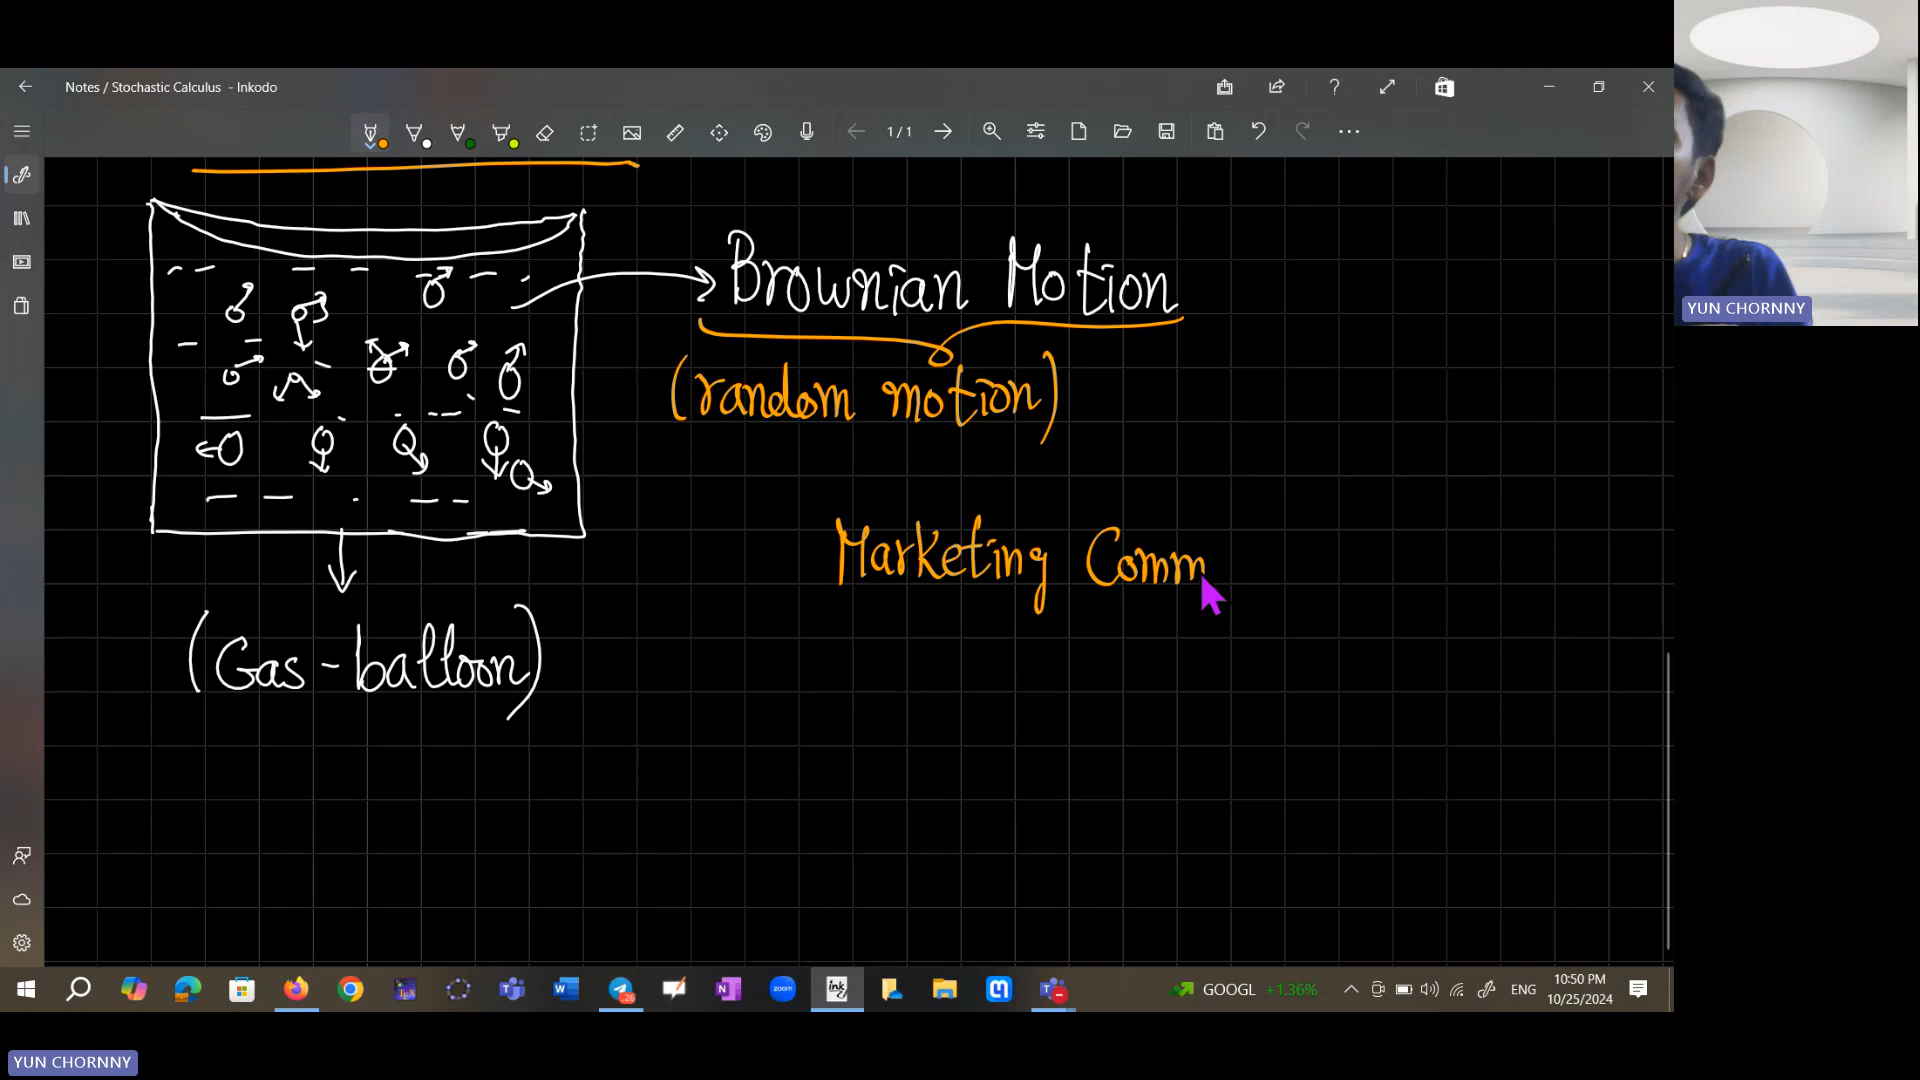 Notes / Stochastic Calculus - Inkodo
1 / 1
Brownian Motion
(random motion)
Marketing Comm
(Gas-balloon)
YUN CHORNNY
26
GOOGL +1.36%
ENG
10:50 PM
10/25/2024
YUN CHORNNY